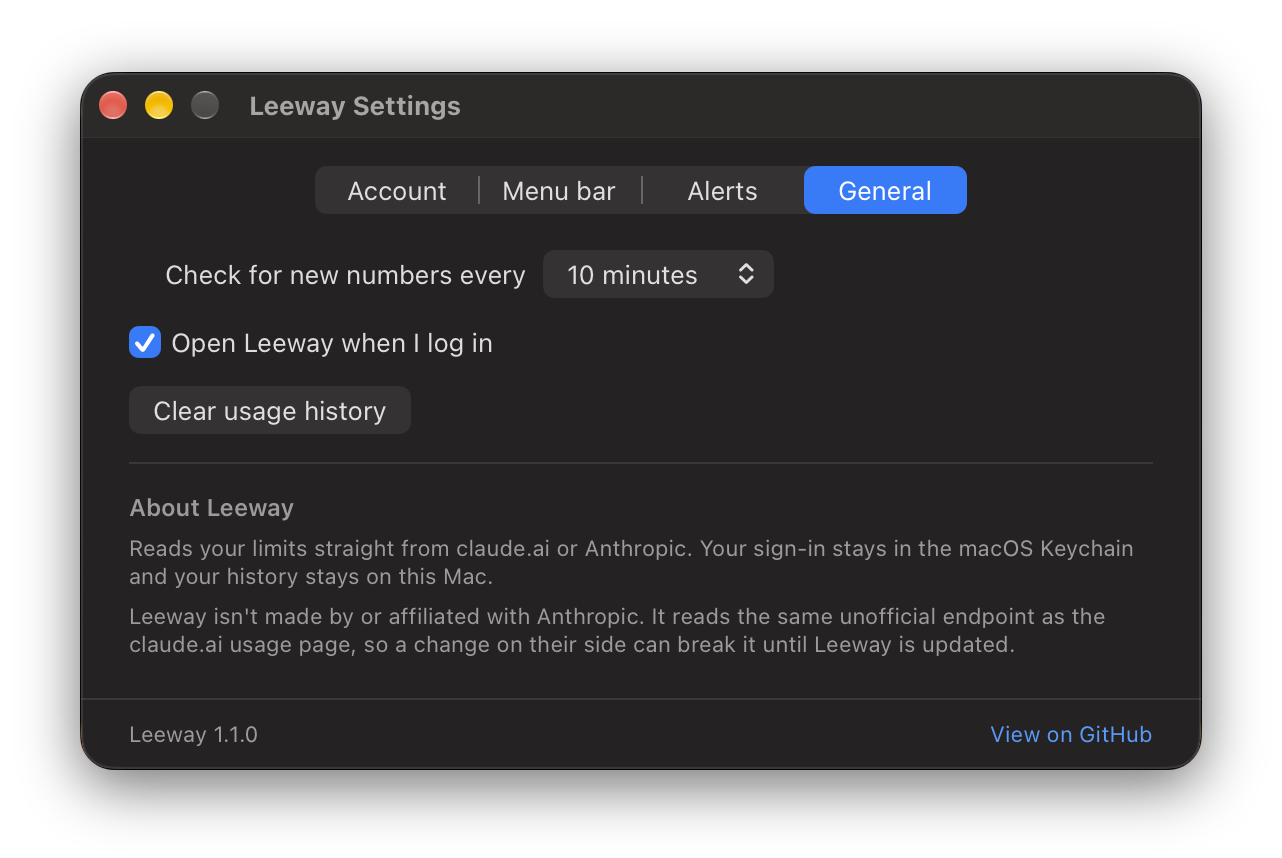 Leeway Settings
Account
Menu bar
Alerts
General
Check for new numbers every
10 minutes
Open Leeway when I log in
Clear usage history
About Leeway
Reads your limits straight from claude.ai or Anthropic. Your sign-in stays in the macOS Keychain
and your history stays on this Mac.
Leeway isn't made by or affiliated with Anthropic. It reads the same unofficial endpoint as the
claude.ai usage page, so a change on their side can break it until Leeway is updated.
Leeway 1.1.0
View on GitHub